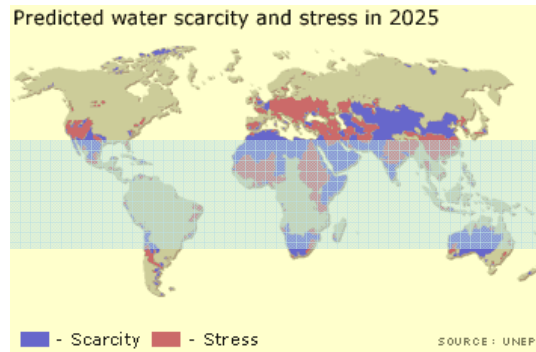 Predicted water scarcity and stress in 2025
- Scarcity - Stress
SOURCE: UNEP